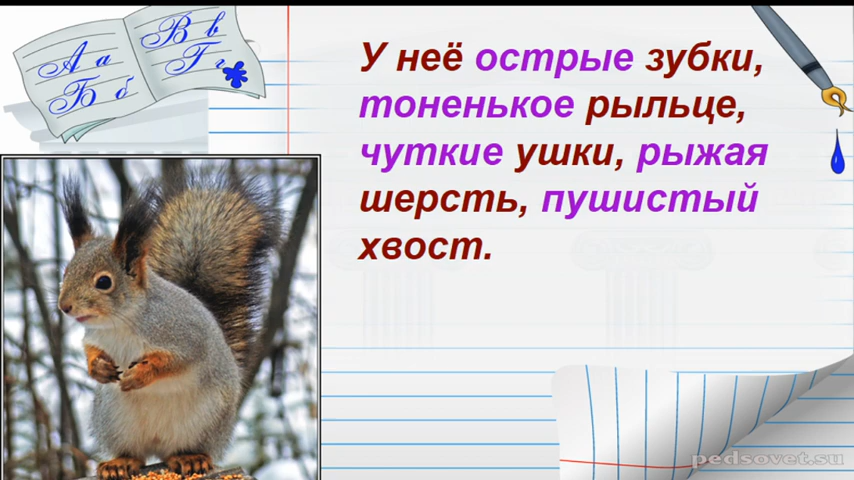 А а
Б б
В в
Г г
У неё острые зубки,
тоненькое рыльце,
чуткие ушки, рыжая
шерсть, пушистый
хвост.
pedsovet.su